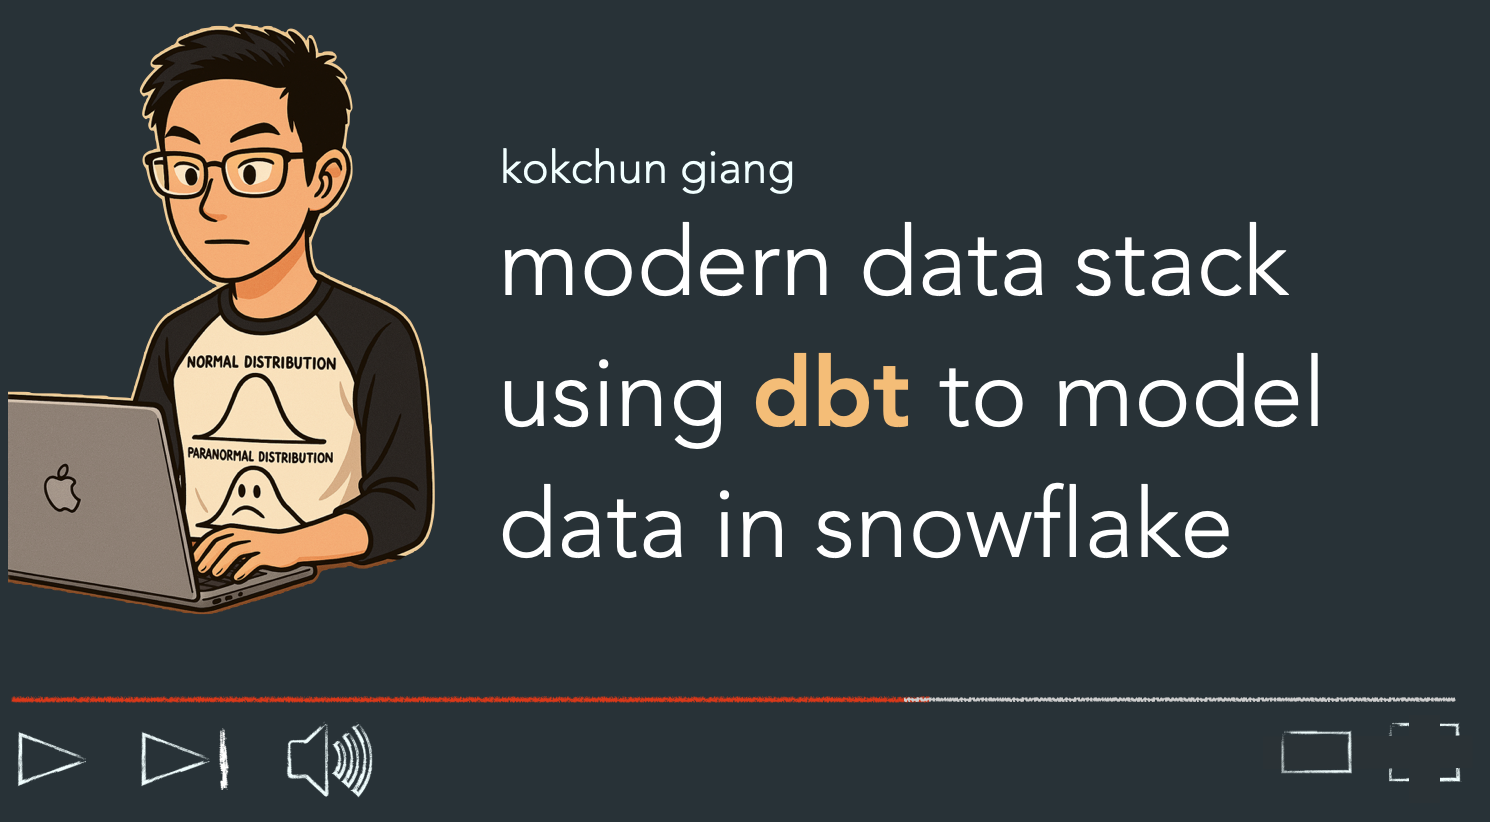 kokchun giang
modern data stack
using dbt to model
data in snowflake
NORMAL DISTRIBUTION
PARANORMAL DISTRIBUTION